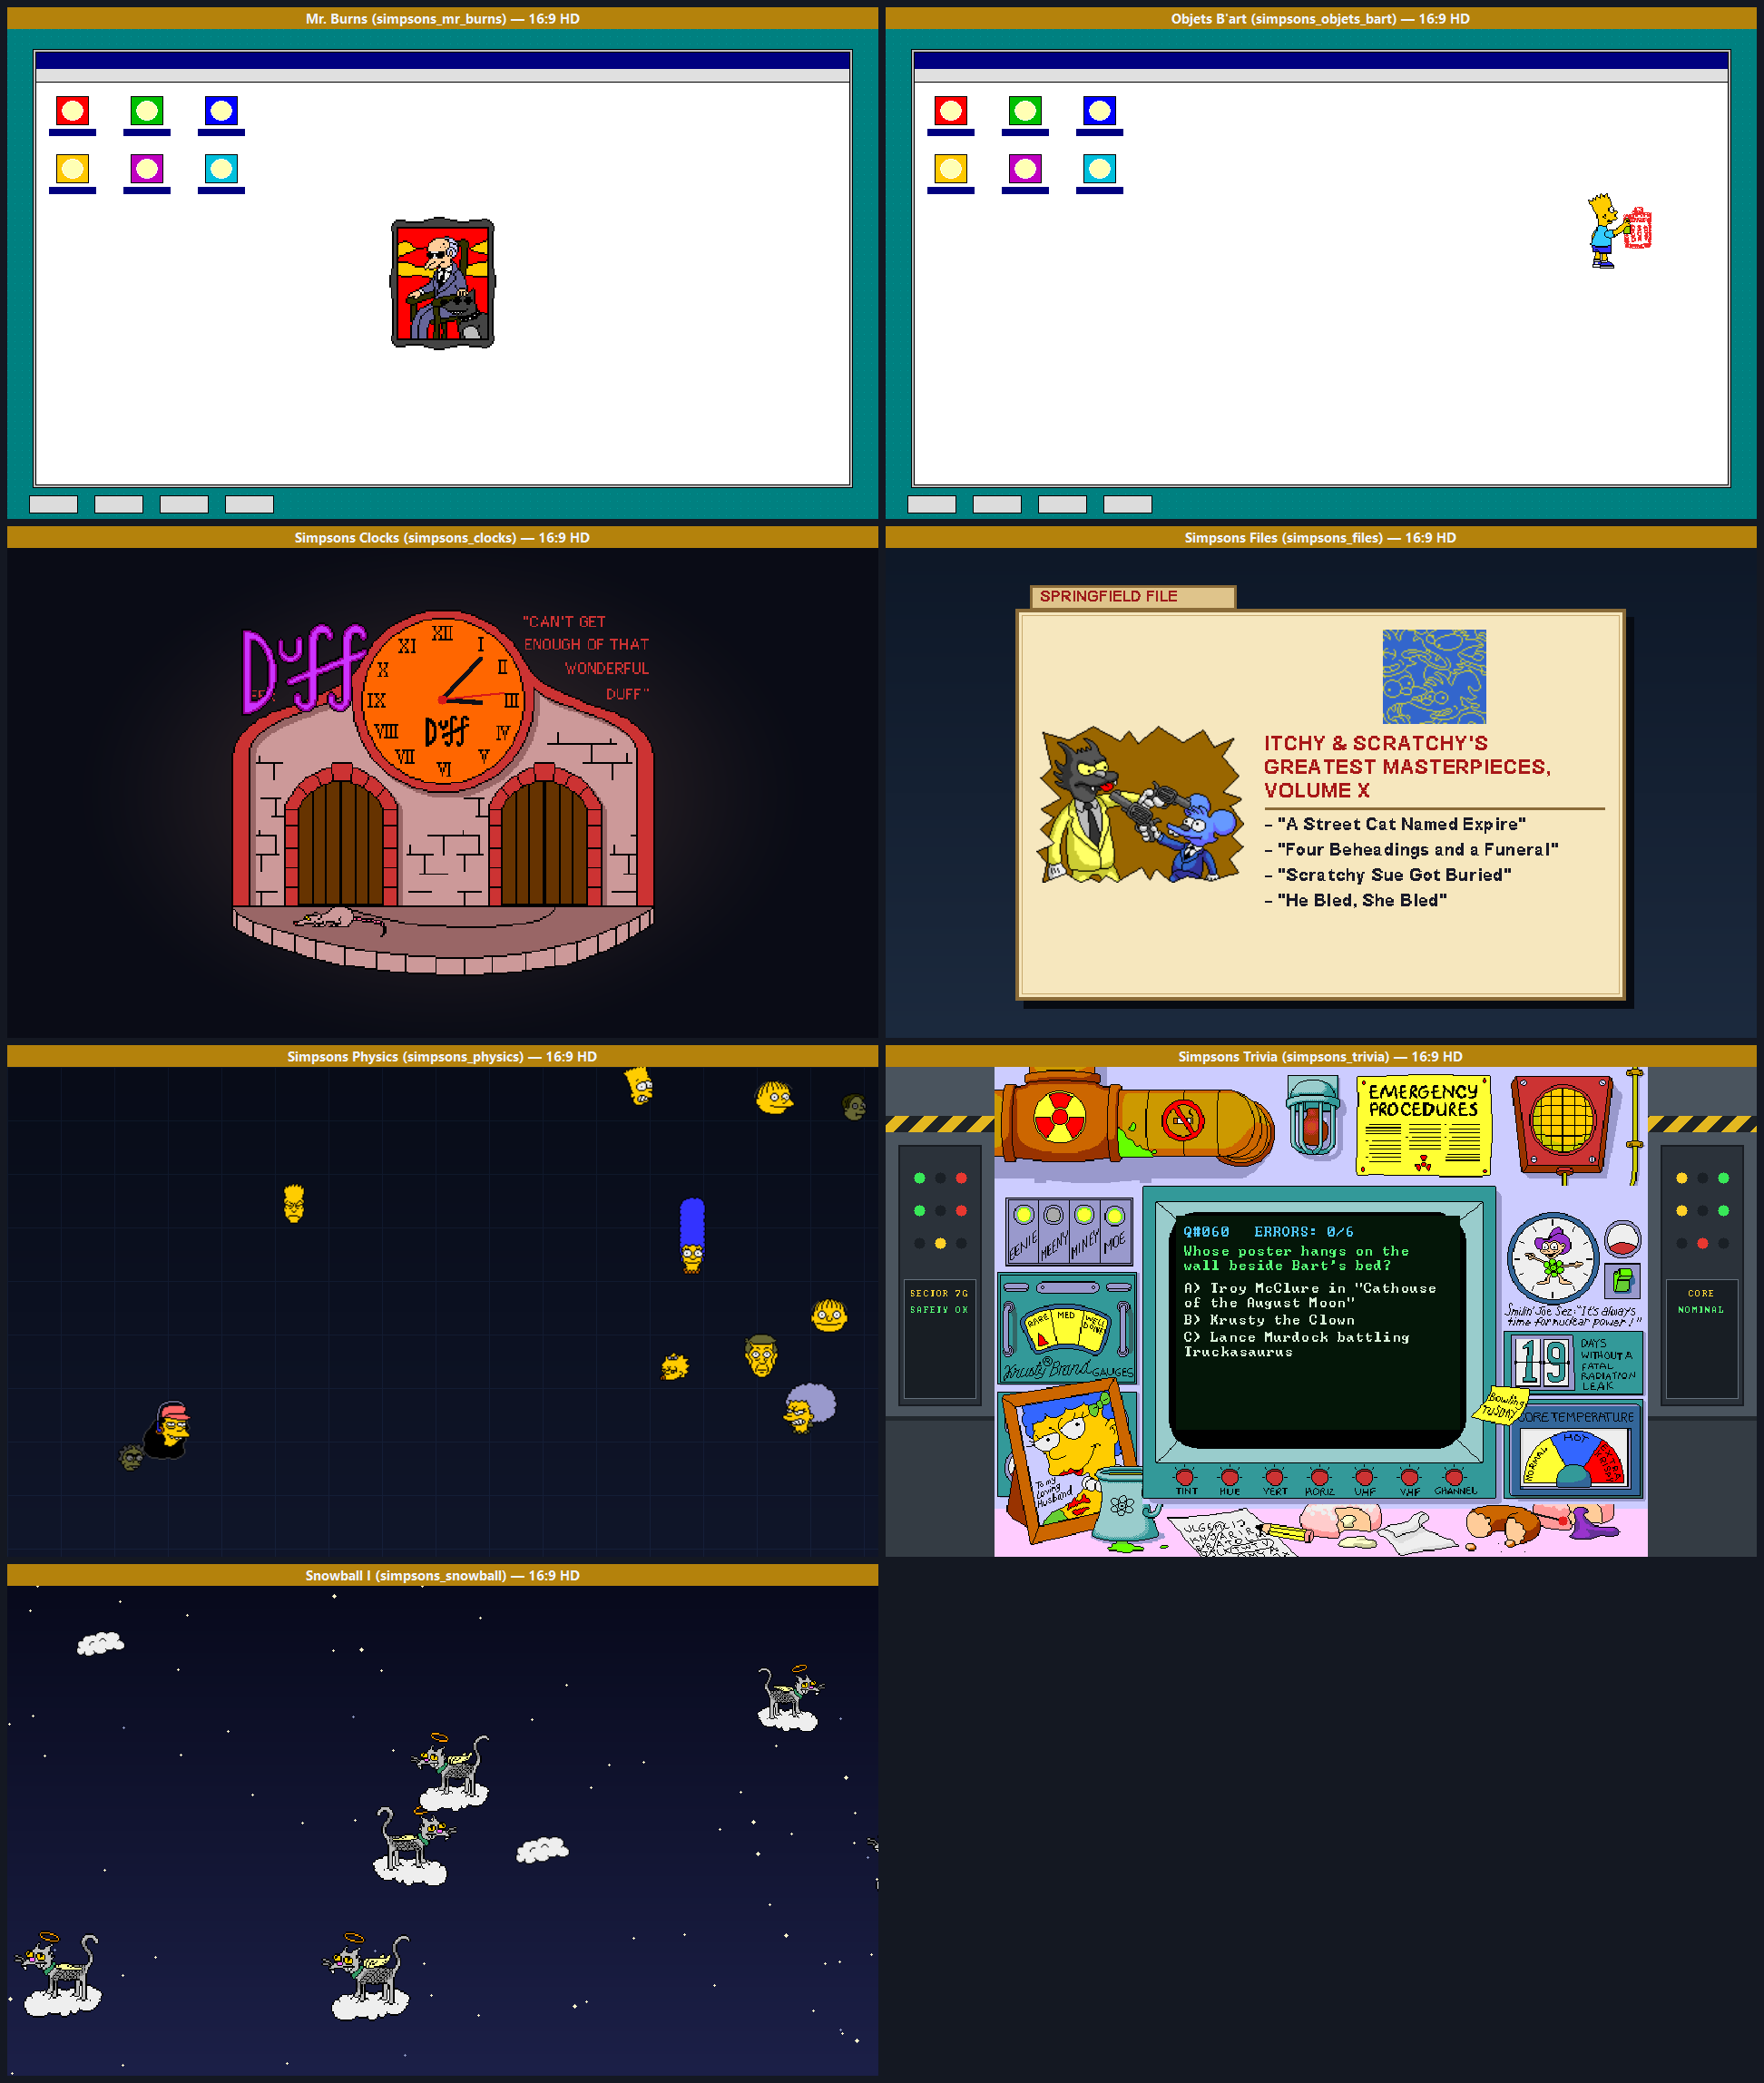 Mr. Burns (simpsons_mr_burns) — 16:9 HD
Objets B'art (simpsons_objets_bart) — 16:9 HD
Simpsons Clocks (simpsons_clocks) — 16:9 HD
Duff
"CAN'T GET
ENOUGH OF THAT
WONDERFUL
DUFF"
XII
I
II
III
IV
V
VI
VII
VIII
IX
X
XI
Duff
Simpsons Files (simpsons_files) — 16:9 HD
SPRINGFIELD FILE
ITCHY & SCRATCHY'S
GREATEST MASTERPIECES,
VOLUME X
– "A Street Cat Named Expire"
– "Four Beheadings and a Funeral"
– "Scratchy Sue Got Buried"
– "He Bled, She Bled"
Simpsons Physics (simpsons_physics) — 16:9 HD
Simpsons Trivia (simpsons_trivia) — 16:9 HD
EMERGENCY
PROCEDURES
EENIE
MEENY
MINEY
MOE
SECTOR 7G
SAFETY OK
RARE
MED
WELL DONE
Krusty® Brand GAUGES
To my
Loving
Husband
Q#060 ERRORS: 0/6
Whose poster hangs on the
wall beside Bart's bed?
A) Troy McClure in "Cathouse
of the August Moon"
B) Krusty the Clown
C) Lance Murdock battling
Truckasaurus
TINT
HUE
VERT
HORIZ
UHF
VHF
CHANNEL
Smilin' Joe Sez: "It's always
time for nuclear power!"
19
DAYS
WITHOUT A
FATAL
RADIATION
LEAK
Bowling
TUSDAY
CORE TEMPERATURE
NORMAL
HOT
EXTRA CRISPY
CORE
NOMINAL
Snowball I (simpsons_snowball) — 16:9 HD